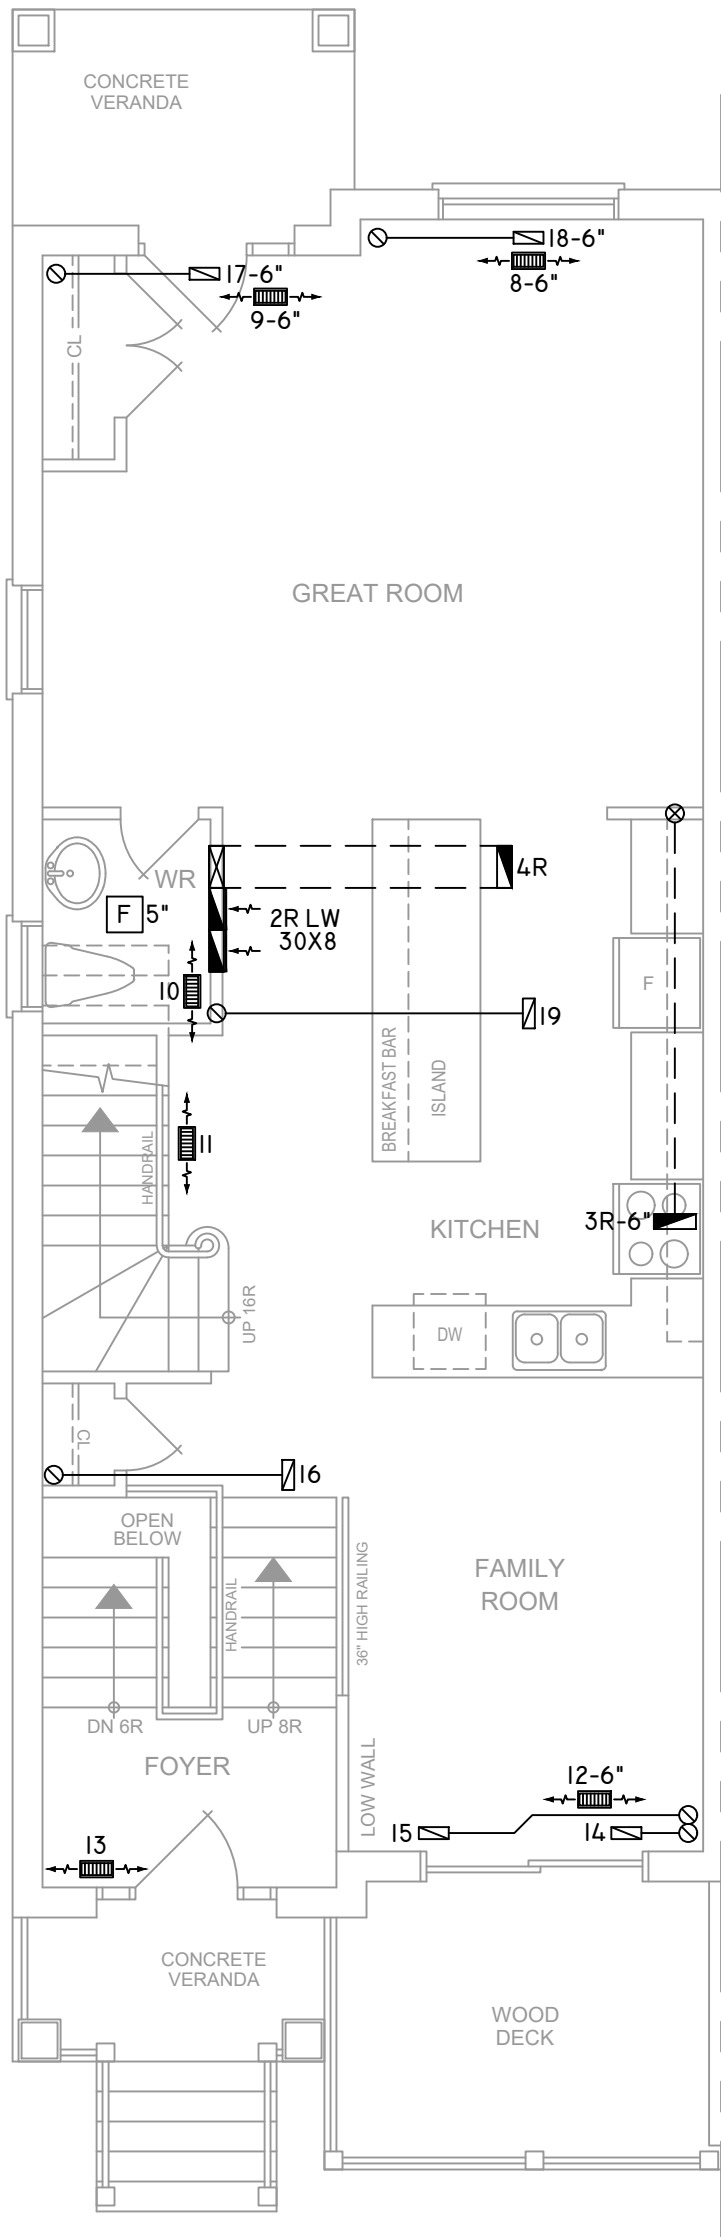 CONCRETE
VERANDA
18-6"
8-6"
17-6"
9-6"
CL
GREAT ROOM
WR
4R
F 5"
2R LW
30X8
10
F
19
BREAKFAST BAR
ISLAND
HANDRAIL
11
KITCHEN
3R-6"
UP 16R
DW
CL
16
OPEN
BELOW
HANDRAIL
36" HIGH RAILING
FAMILY
ROOM
DN 6R
UP 8R
FOYER
LOW WALL
12-6"
15
14
13
CONCRETE
VERANDA
WOOD
DECK